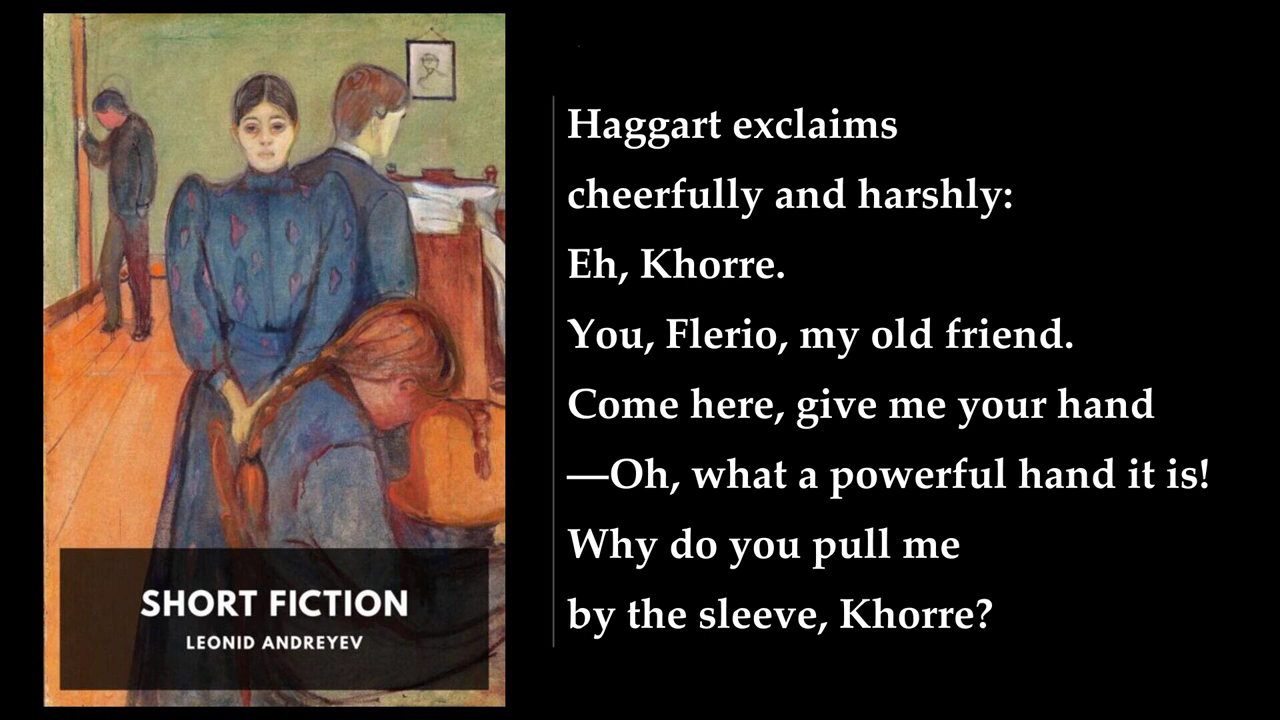 SHORT FICTION
LEONID ANDREYEV
Haggart exclaims
cheerfully and harshly:
Eh, Khorre.
You, Flerio, my old friend.
Come here, give me your hand
—Oh, what a powerful hand it is!
Why do you pull me
by the sleeve, Khorre?